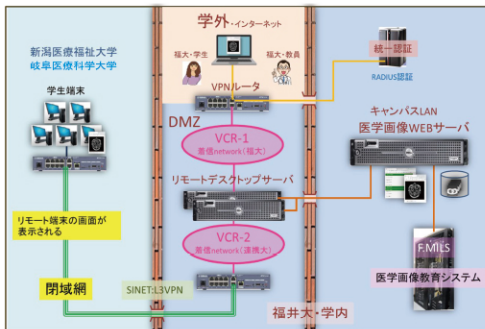 新潟医療福祉大学
岐阜医療科学大学
学生端末
リモート端末の画面が
表示される
閉域網
学外・インターネット
福大・学生
福大・教員
VPNルータ
DMZ
VCR-1
着信network(福大)
リモートデスクトップサーバ
VCR-2
着信network(連携大)
SINET:L3VPN
福井大・学内
統一認証
RADIUS認証
キャンパスLAN
医学画像WEBサーバ
F.MILS
医学画像教育システム